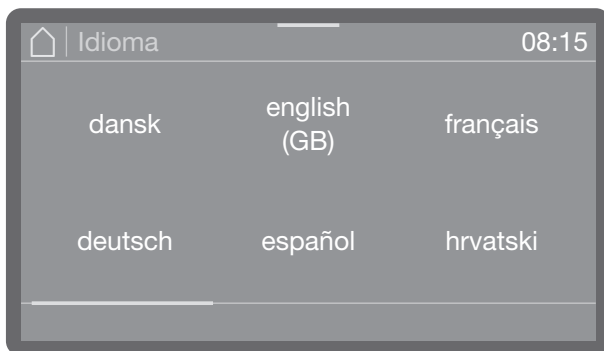 Idioma 08:15
dansk english (GB) français
deutsch español hrvatski